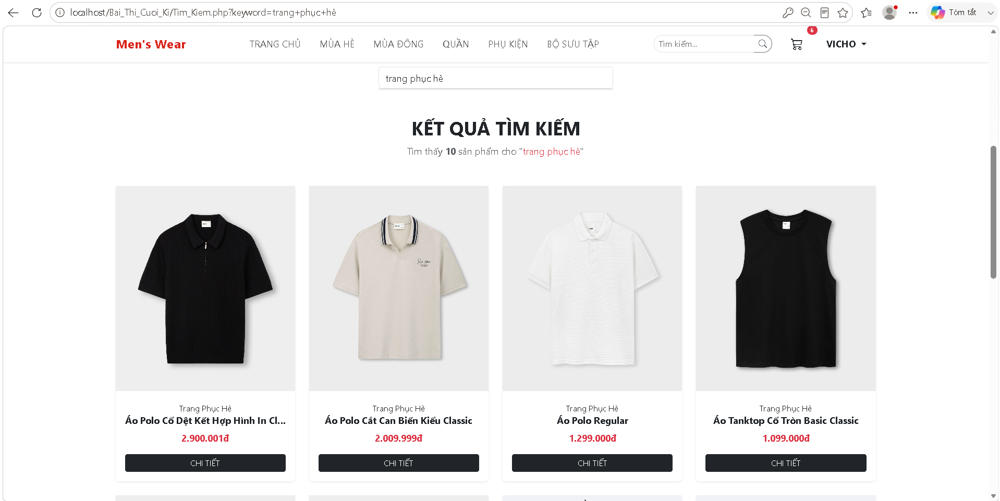 localhost/Bai_Thi_Cuoi_Ki/Tim_Kiem.php?keyword=trang+phục+hè
Tóm tắt
Men's Wear TRANG CHỦ MÙA HÈ MÙA ĐÔNG QUẦN PHỤ KIỆN BỘ SƯU TẬP Tìm kiếm... 6 VICHO
trang phục hè
KẾT QUẢ TÌM KIẾM
Tìm thấy 10 sản phẩm cho "trang phục hè"
Trang Phục Hè
Áo Polo Cổ Dệt Kết Hợp Hình In Cl...
2.900.001đ
CHI TIẾT
Trang Phục Hè
Áo Polo Cắt Can Biến Kiểu Classic
2.009.999đ
CHI TIẾT
Trang Phục Hè
Áo Polo Regular
1.299.000đ
CHI TIẾT
Trang Phục Hè
Áo Tanktop Cổ Tròn Basic Classic
1.099.000đ
CHI TIẾT